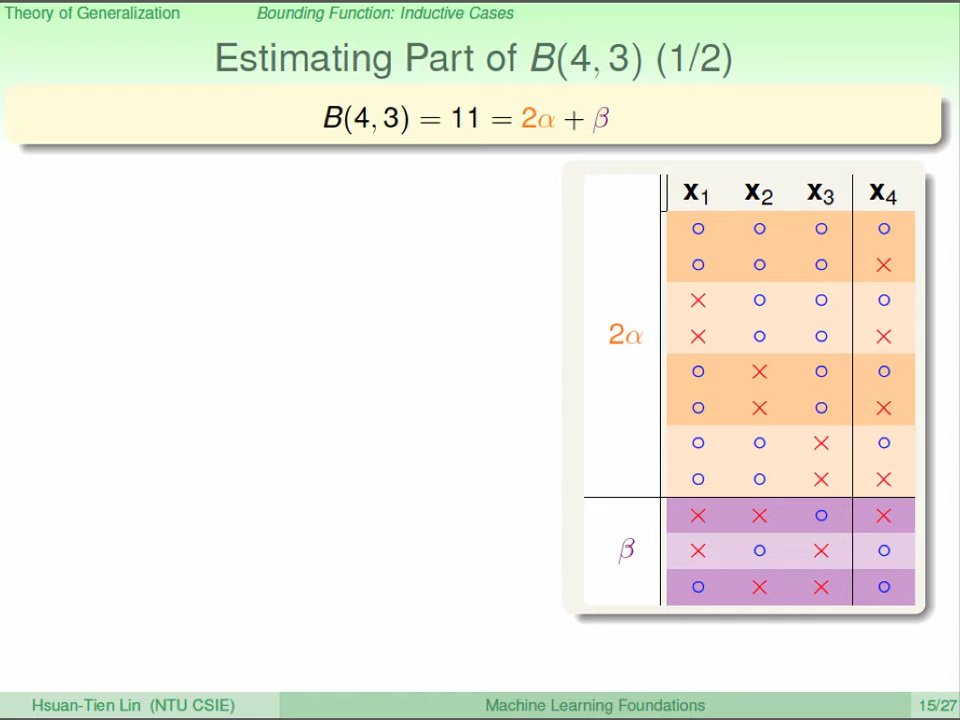 Theory of Generalization Bounding Function: Inductive Cases
Estimating Part of B(4, 3) (1/2)
B(4, 3) = 11 = 2α + β
x₁ x₂ x₃ x₄
○ ○ ○ ○
○ ○ ○ ×
× ○ ○ ○
2α × ○ ○ ×
○ × ○ ○
○ × ○ ×
○ ○ × ○
○ ○ × ×
× × ○ ×
β × ○ × ○
○ × × ○
Hsuan-Tien Lin (NTU CSIE) Machine Learning Foundations 15/27